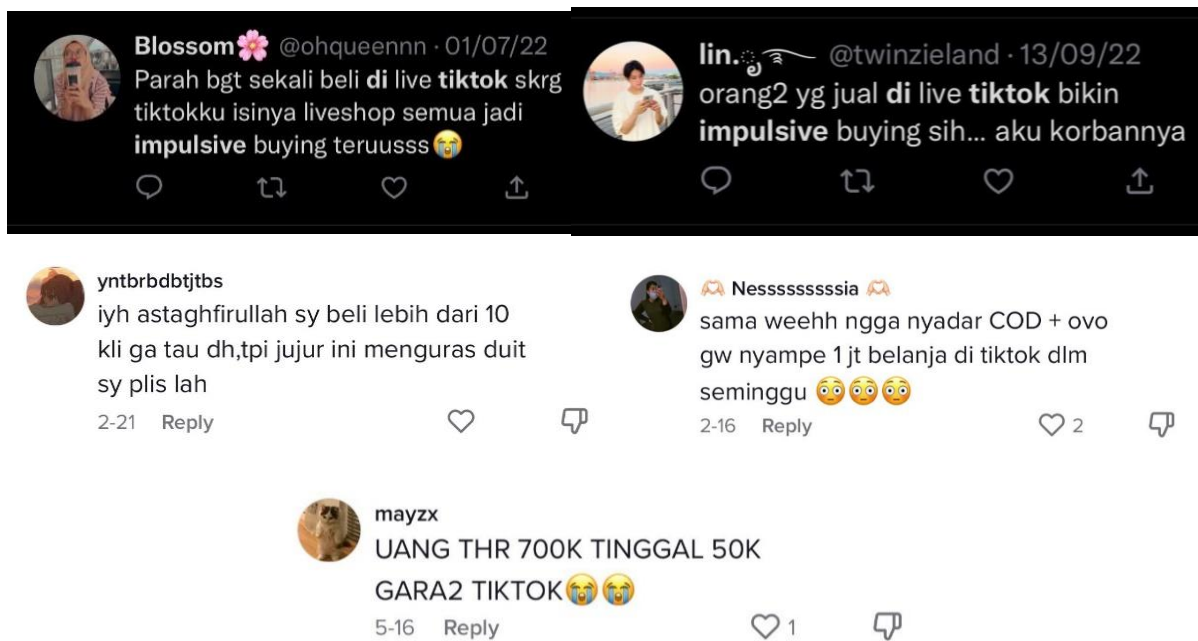 Blossom🌸 @ohqueennn · 01/07/22
Parah bgt sekali beli di live tiktok skrg
tiktokku isinya liveshop semua jadi
impulsive buying teruusss😭
lin. @twinzieland · 13/09/22
orang2 yg jual di live tiktok bikin
impulsive buying sih... aku korbannya
yntbrbdbtjtbs
iyh astaghfirullah sy beli lebih dari 10
kli ga tau dh,tpi jujur ini menguras duit
sy plis lah
2-21 Reply
🫶 Nesssssssssia 🫶
sama weehh ngga nyadar COD + ovo
gw nyampe 1 jt belanja di tiktok dlm
seminggu 😳😳😳
2-16 Reply 2
mayzx
UANG THR 700K TINGGAL 50K
GARA2 TIKTOK😭😭
5-16 Reply 1